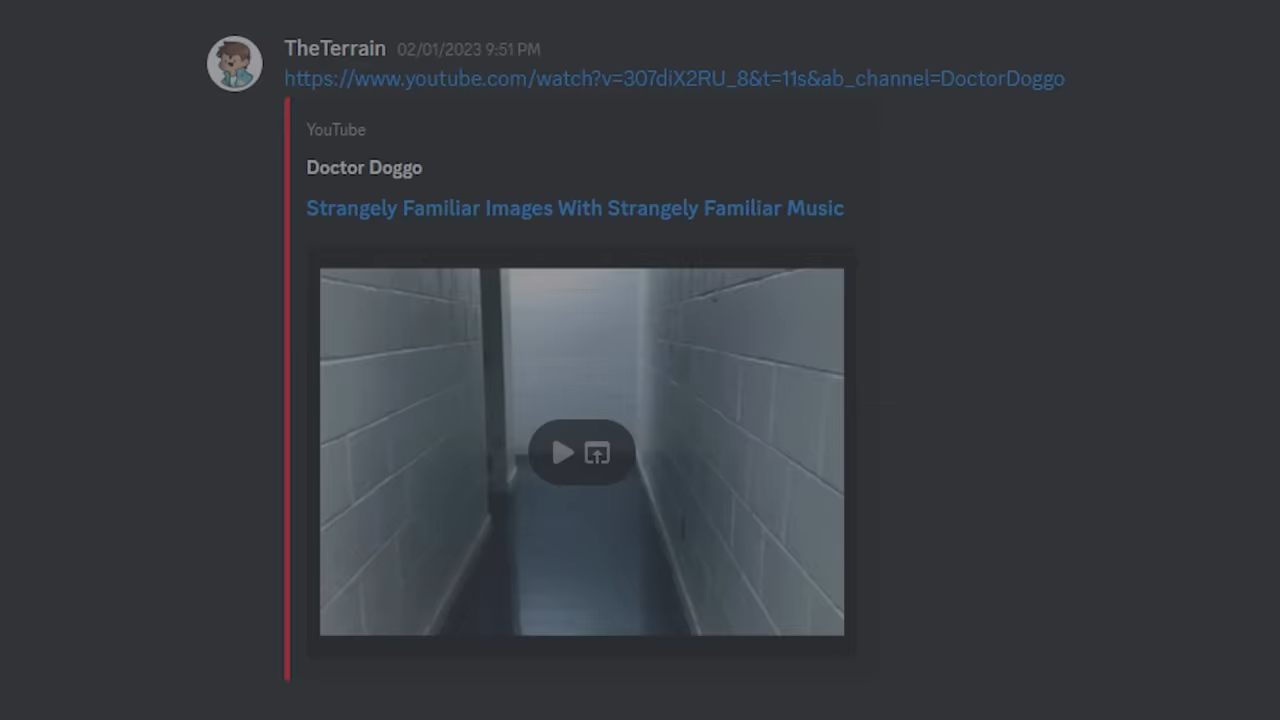 TheTerrain 02/01/2023 9:51 PM
https://www.youtube.com/watch?v=307diX2RU_8&t=11s&ab_channel=DoctorDoggo
YouTube
Doctor Doggo
Strangely Familiar Images With Strangely Familiar Music